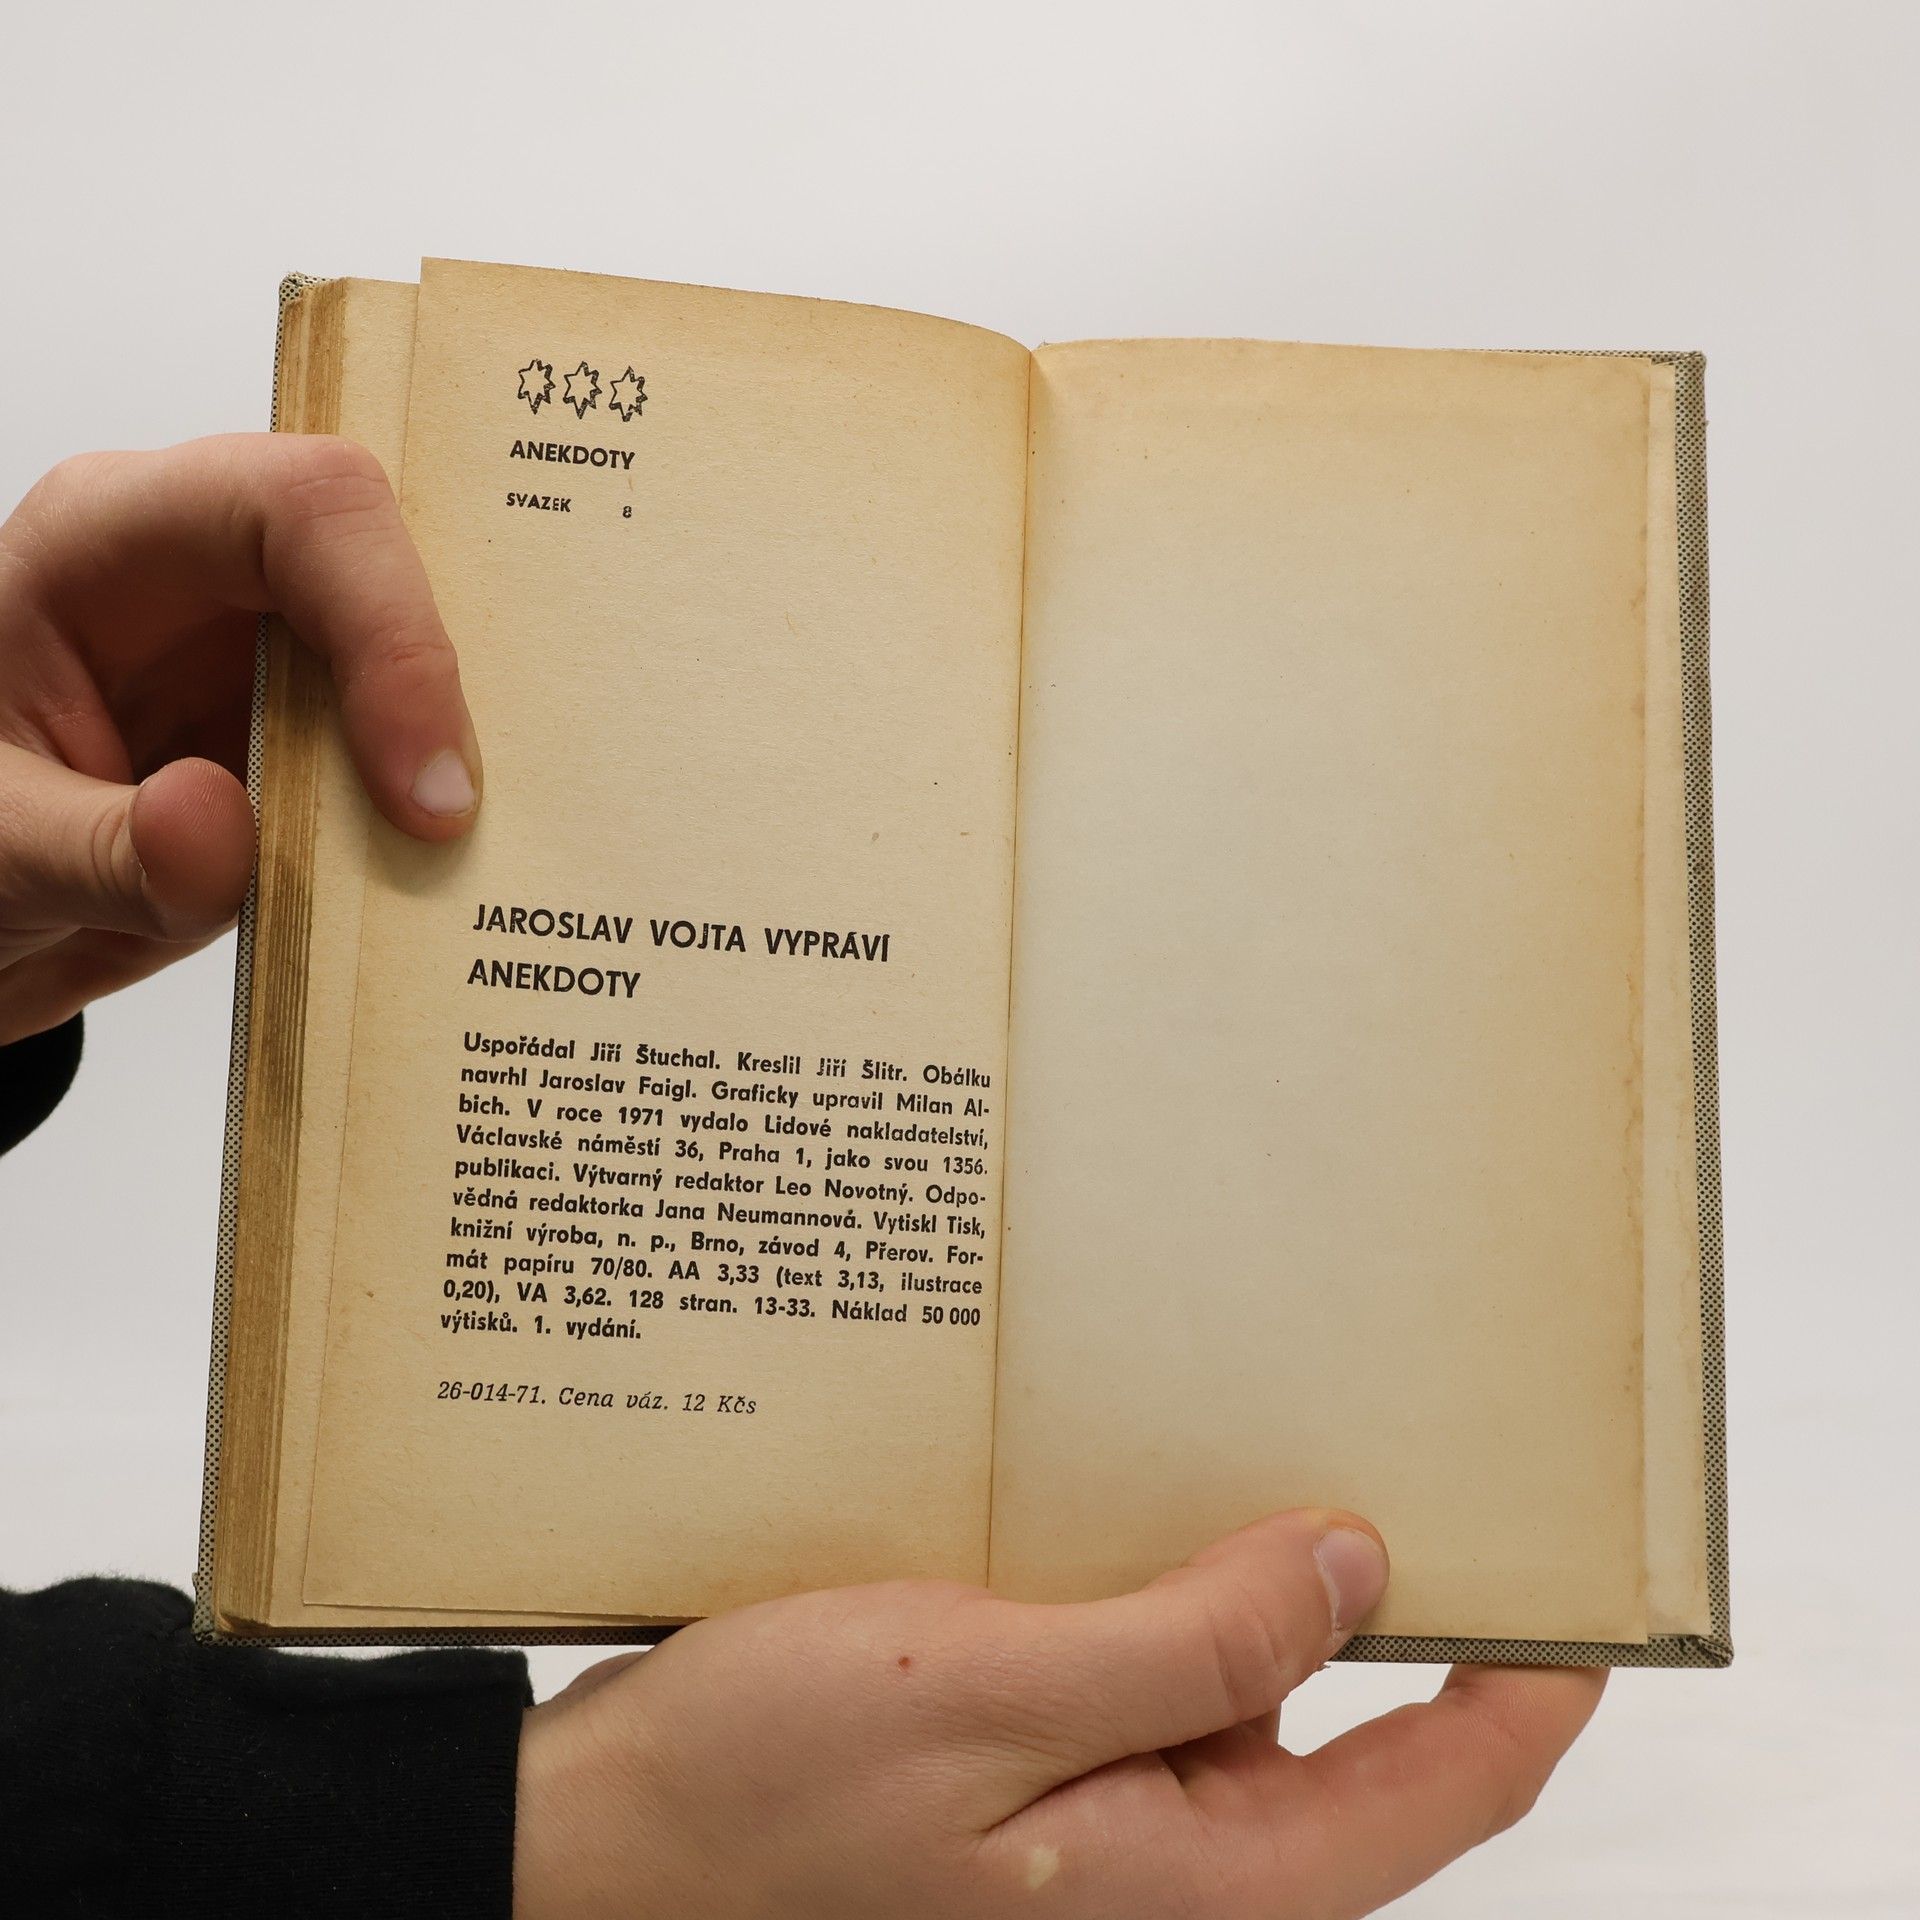 ANEKDOTY
SVAZEK 8
JAROSLAV VOJTA VYPRÁVÍ
ANEKDOTY
Uspořádal Jiří Štuchal. Kreslil Jiří Šlitr. Obálku
navrhl Jaroslav Faigl. Graficky upravil Milan Al-
bich. V roce 1971 vydalo Lidové nakladatelství,
Václavské náměstí 36, Praha 1, jako svou 1356.
publikaci. Výtvarný redaktor Leo Novotný. Odpo-
vědná redaktorka Jana Neumannová. Vytiskl Tisk,
knižní výroba, n. p., Brno, závod 4, Přerov. For-
mát papíru 70/80. AA 3,33 (text 3,13, ilustrace
0,20), VA 3,62. 128 stran. 13-33. Náklad 50 000
výtisků. 1. vydání.
26-014-71. Cena váz. 12 Kčs